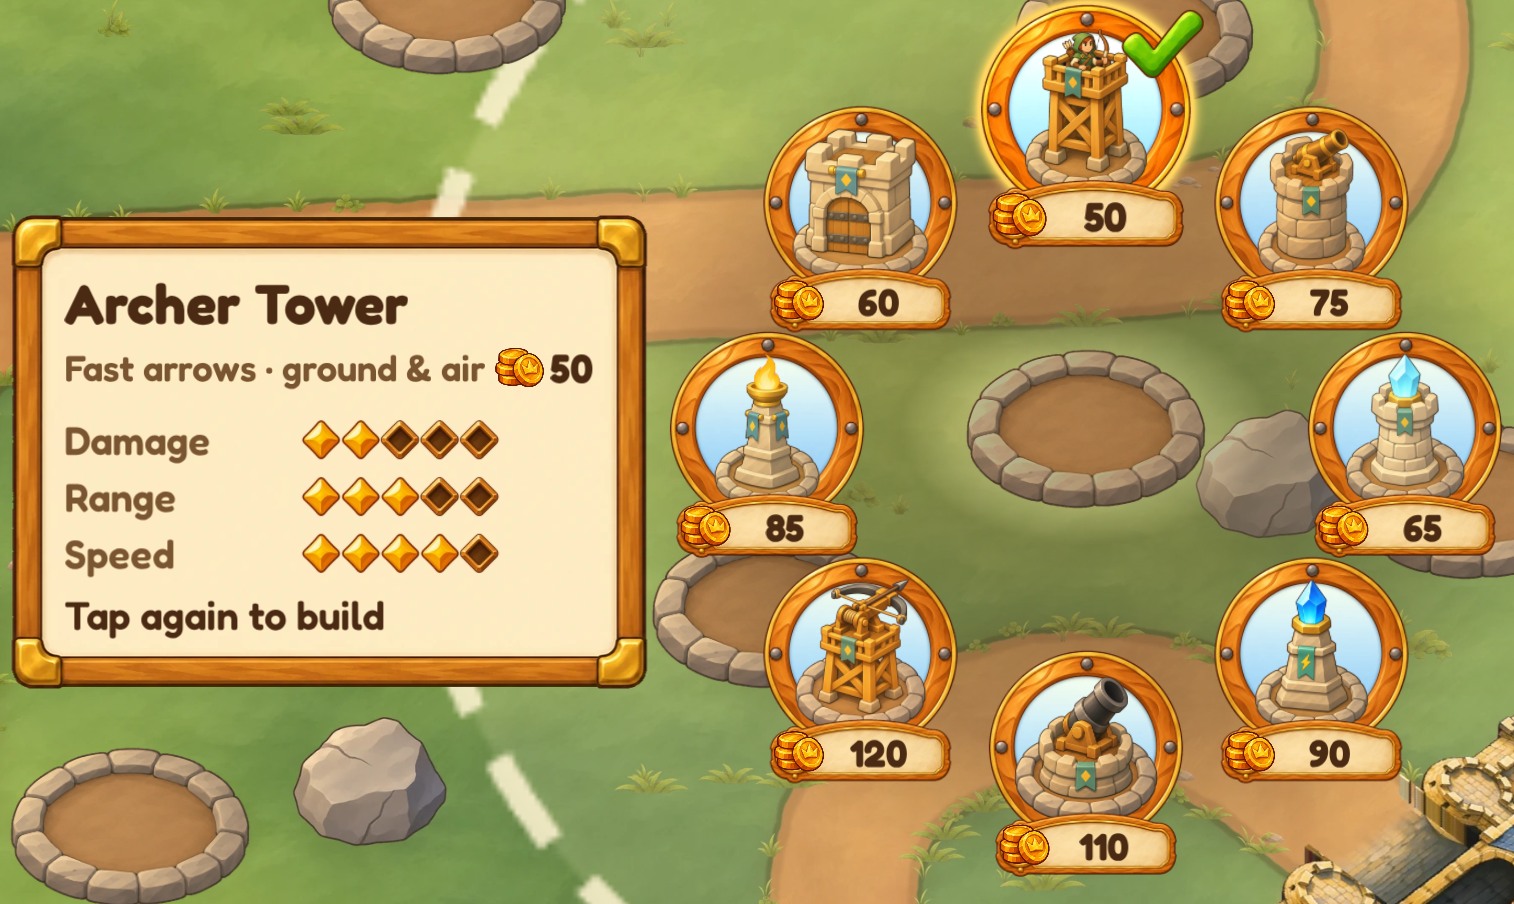 Archer Tower
Fast arrows · ground & air 50
Damage
Range
Speed
Tap again to build
50
60
75
85
65
120
90
110